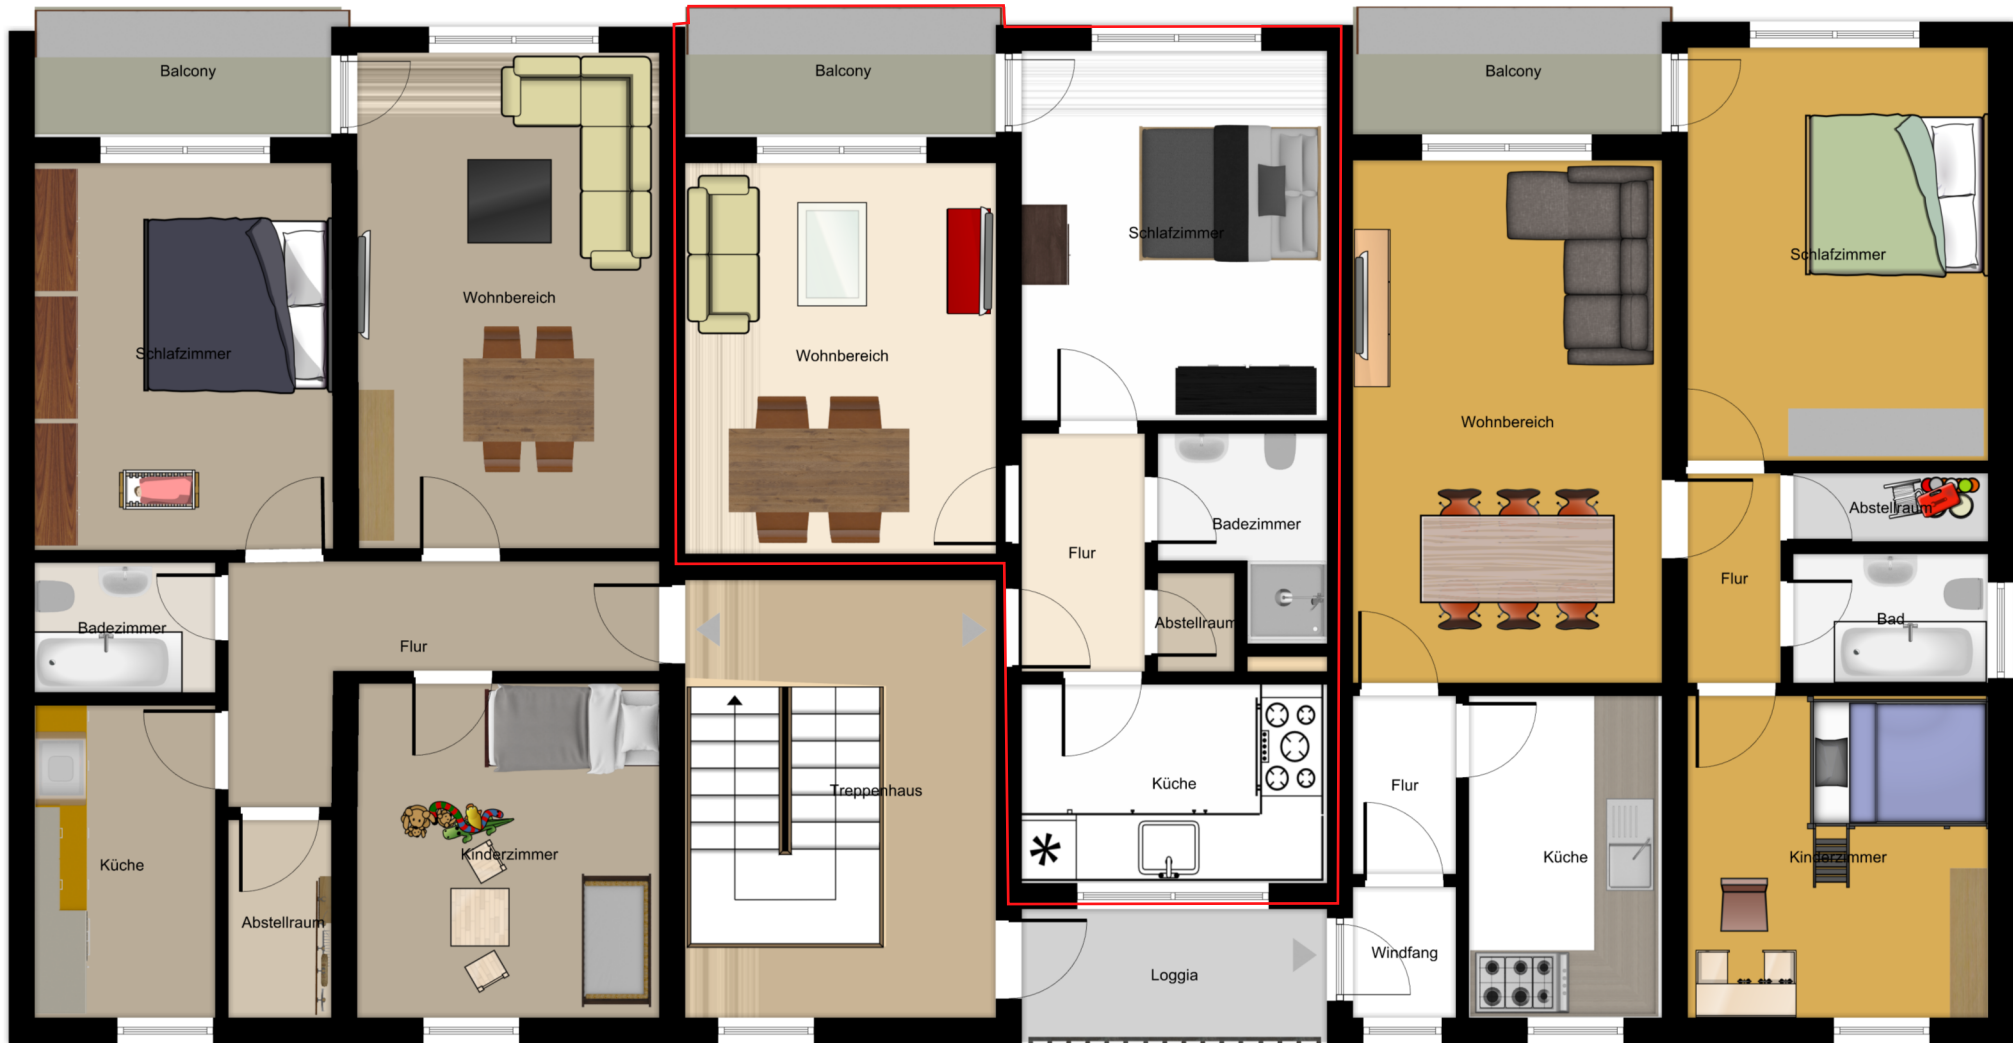 Balcony
Balcony
Balcony
Schlafzimmer
Wohnbereich
Wohnbereich
Schlafzimmer
Wohnbereich
Schlafzimmer
Badezimmer
Flur
Flur
Badezimmer
Abstellraum
Abstellraum
Flur
Bad
Küche
Abstellraum
Kinderzimmer
Treppenhaus
Küche
Loggia
Flur
Windfang
Küche
Kinderzimmer